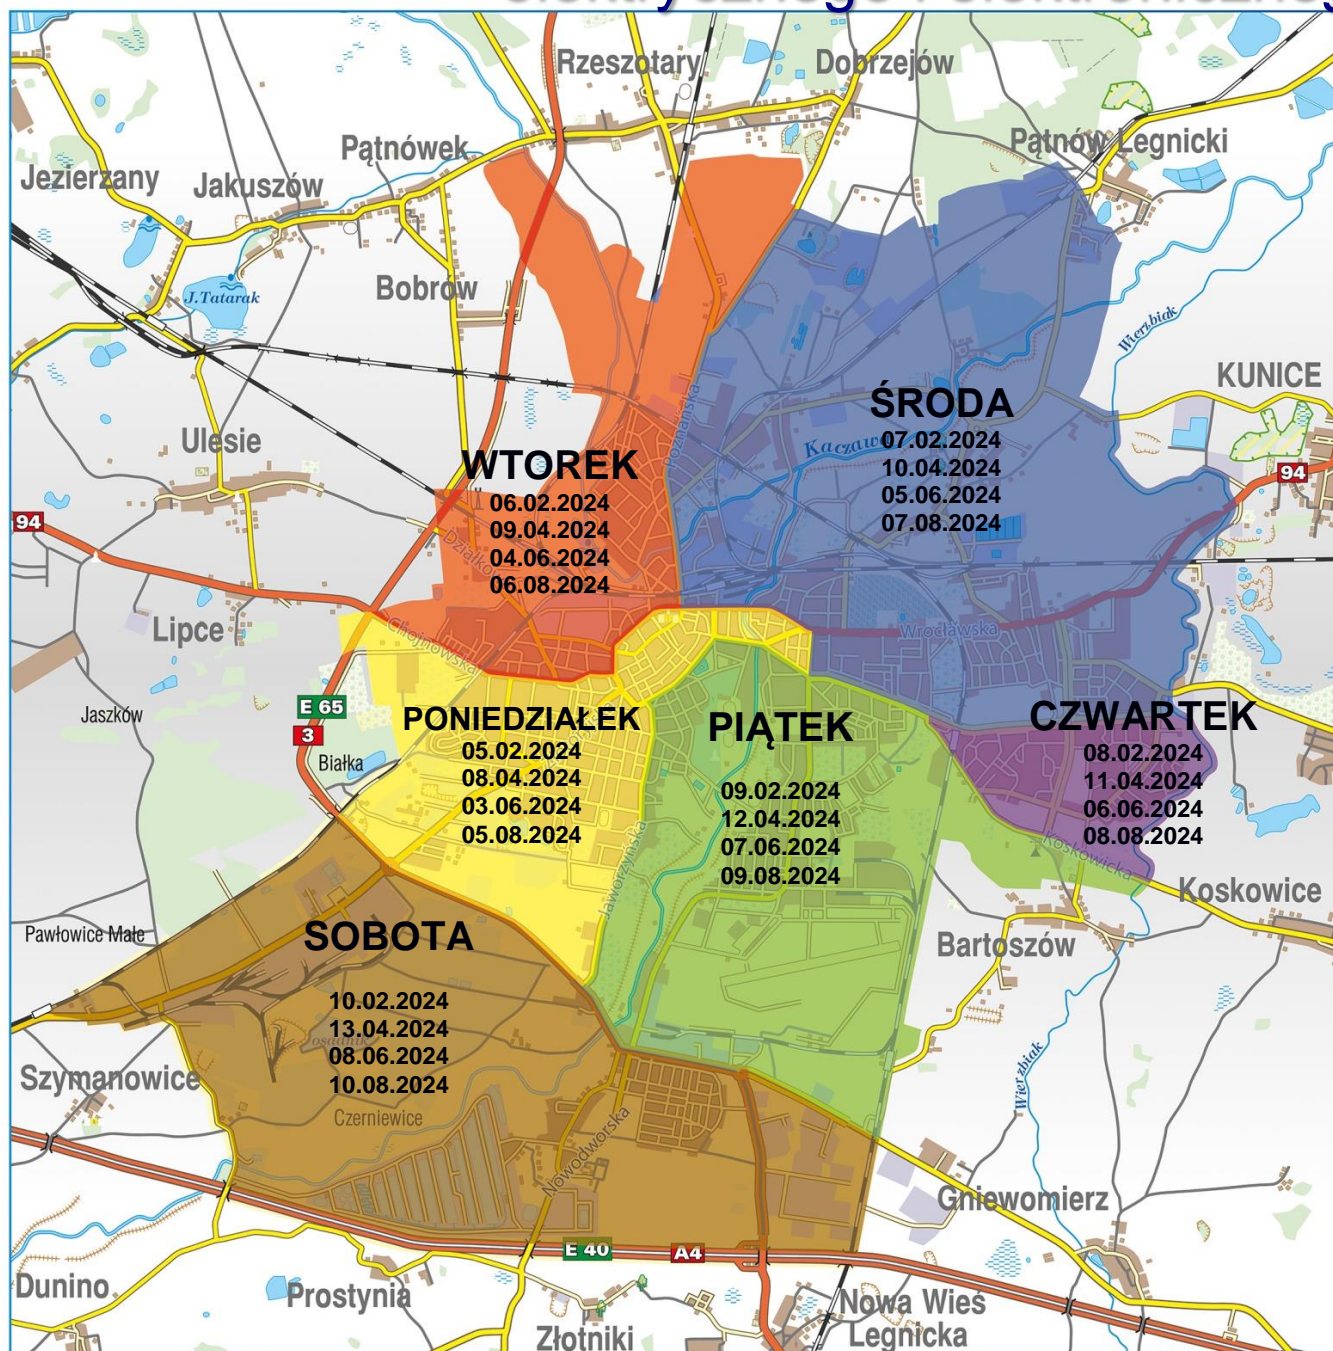 Rzeszotary
Dobrzejów
Pątnówek
Pątnów Legnicki
Jezierzany
Jakuszów
Bobrów
J.Tatarak
Wierzbiak
KUNICE
ŚRODA
07.02.2024
10.04.2024
05.06.2024
07.08.2024
Kaczawa
Poznańska
Ulesie
WTOREK
06.02.2024
09.04.2024
04.06.2024
06.08.2024
94
94
Lipce
Chojnowska
Wrocławska
E 65
3
Jaszków
Białka
PONIEDZIAŁEK
05.02.2024
08.04.2024
03.06.2024
05.08.2024
PIĄTEK
09.02.2024
12.04.2024
07.06.2024
09.08.2024
CZWARTEK
08.02.2024
11.04.2024
06.06.2024
08.08.2024
Jaworzyńska
Koskowicka
Koskowice
Pawłowice Małe
Bartoszów
SOBOTA
10.02.2024
13.04.2024
08.06.2024
10.08.2024
osadnik
Szymanowice
Czerniewice
Wierzbiak
Nowodworska
Gniewomierz
E 40
A4
Dunino
Prostynia
Złotniki
Nowa Wieś
Legnicka